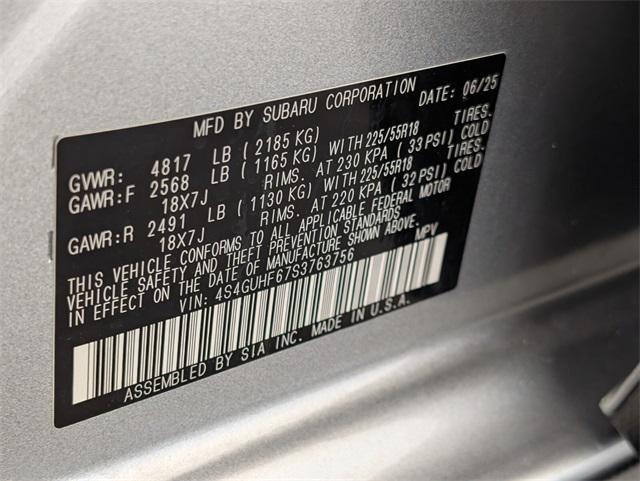 MFD BY SUBARU CORPORATION DATE: 06/25
GVWR: 4817 LB (2185 KG)
GAWR:F 2568 LB (1165 KG) WITH 225/55R18 TIRES.
18X7J RIMS. AT 230 KPA (33 PSI) COLD
GAWR:R 2491 LB (1130 KG) WITH 225/55R18 TIRES.
18X7J RIMS. AT 220 KPA (32 PSI) COLD
THIS VEHICLE CONFORMS TO ALL APPLICABLE FEDERAL MOTOR
VEHICLE SAFETY AND THEFT PREVENTION STANDARDS
IN EFFECT ON THE DATE OF MANUFACTURE SHOWN ABOVE.
VIN: 4S4GUHF67S3763756 MPV
ASSEMBLED BY SIA INC. MADE IN U.S.A.